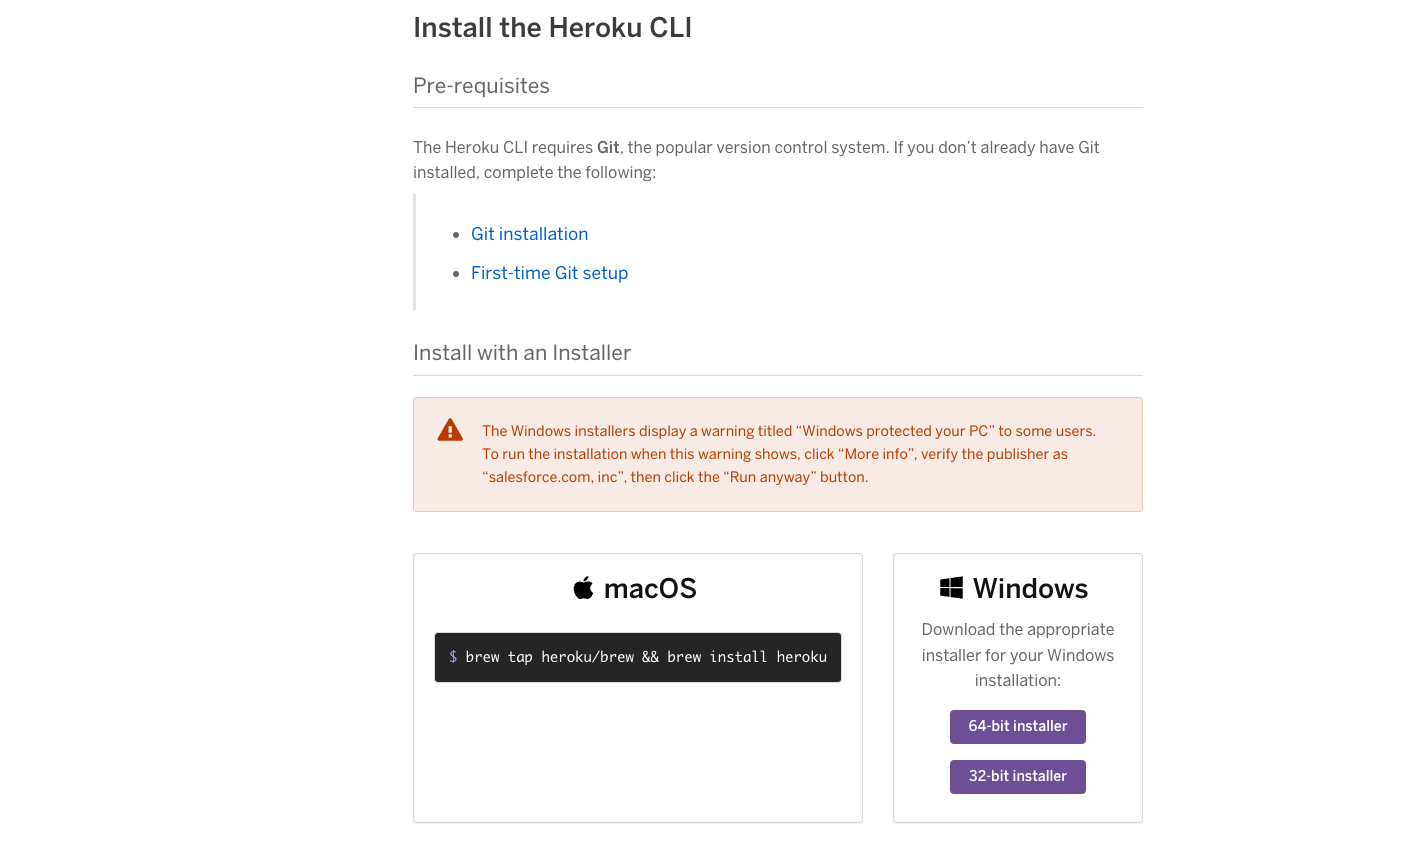 Install the Heroku CLI
Pre-requisites
The Heroku CLI requires Git, the popular version control system. If you don’t already have Git
installed, complete the following:
• Git installation
• First-time Git setup
Install with an Installer
The Windows installers display a warning titled “Windows protected your PC” to some users.
To run the installation when this warning shows, click “More info”, verify the publisher as
“salesforce.com, inc”, then click the “Run anyway” button.
macOS
$ brew tap heroku/brew && brew install heroku
Windows
Download the appropriate
installer for your Windows
installation:
64-bit installer
32-bit installer